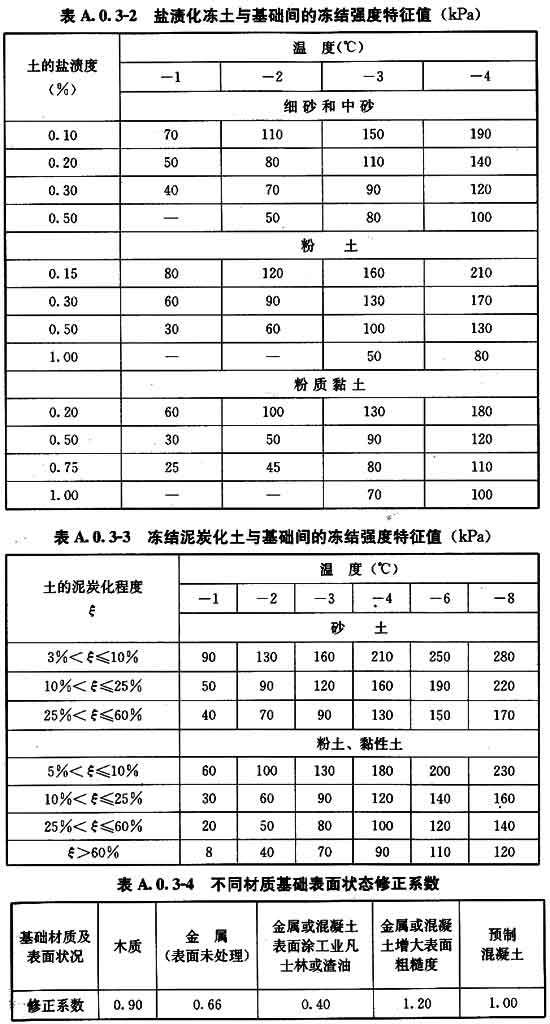 表 A.0.3-2 盐渍化冻土与基础间的冻结强度特征值（kPa）
土的盐渍度（%） 温 度(℃)
−1 −2 −3 −4
细砂和中砂
0.10 70 110 150 190
0.20 50 80 110 140
0.30 40 70 90 120
0.50 — 50 80 100
粉 土
0.15 80 120 160 210
0.30 60 90 130 170
0.50 30 60 100 130
1.00 — — 50 80
粉质黏土
0.20 60 100 130 180
0.50 30 50 90 120
0.75 25 45 80 110
1.00 — — 70 100
表 A.0.3-3 冻结泥炭化土与基础间的冻结强度特征值（kPa）
土的泥炭化程度 ξ 温 度（℃）
−1 −2 −3 −4 −6 −8
砂 土
3%<ξ≤10% 90 130 160 210 250 280
10%<ξ≤25% 50 90 120 160 190 220
25%<ξ≤60% 40 70 90 130 150 170
粉土、黏性土
5%<ξ≤10% 60 100 130 180 200 230
10%<ξ≤25% 30 60 90 120 140 160
25%<ξ≤60% 20 50 80 100 120 140
ξ>60% 8 40 70 90 110 120
表 A.0.3-4 不同材质基础表面状态修正系数
基础材质及表面状况 木质 金 属（表面未处理） 金属或混凝土表面涂工业凡士林或渣油 金属或混凝土增大表面粗糙度 预制混凝土
修正系数 0.90 0.66 0.40 1.20 1.00